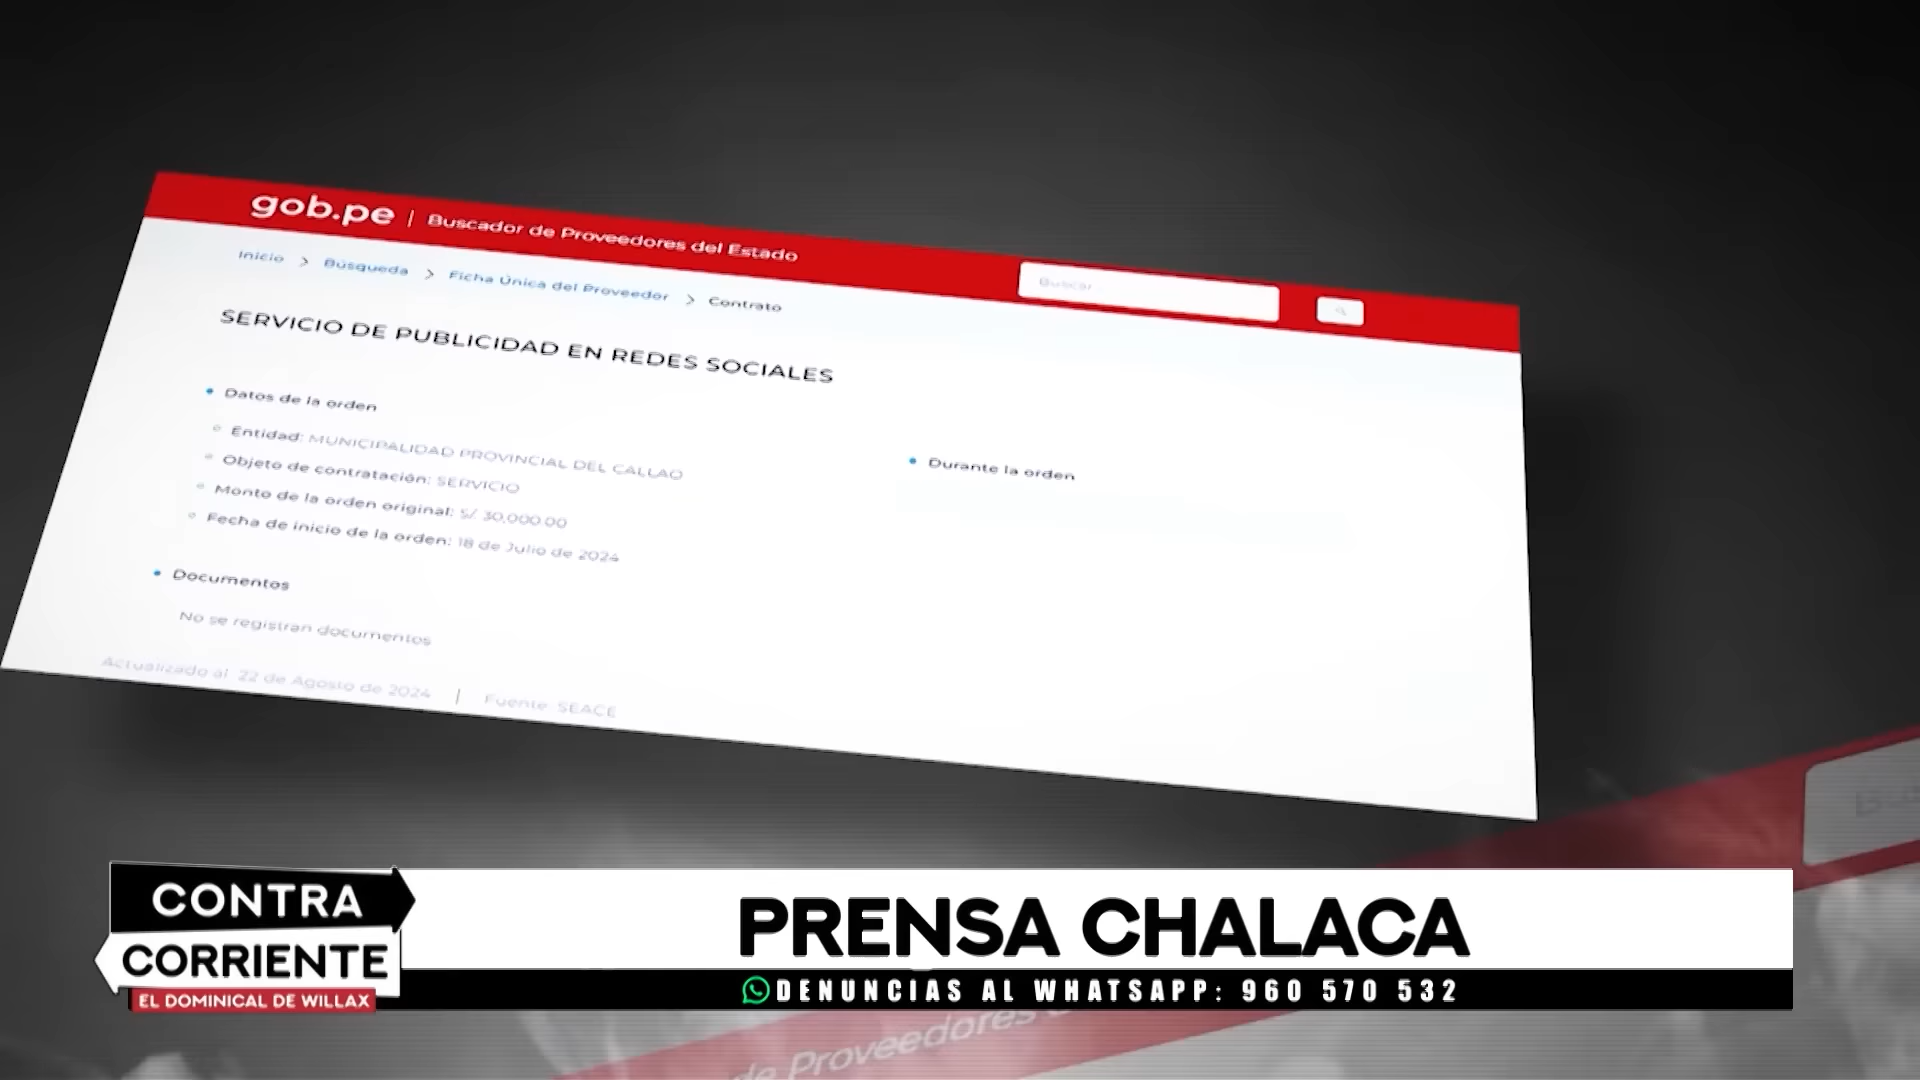 gob.pe | Buscador de Proveedores del Estado
Buscar
Inicio > Búsqueda > Ficha Única del Proveedor > Contrato
SERVICIO DE PUBLICIDAD EN REDES SOCIALES
Datos de la orden
Entidad: MUNICIPALIDAD PROVINCIAL DEL CALLAO
Objeto de contratación: SERVICIO
Monto de la orden original: S/ 30,000.00
Fecha de inicio de la orden: 18 de Julio de 2024
Durante la orden
Documentos
No se registran documentos
Actualizado al 22 de Agosto de 2024 | Fuente: SEACE
CONTRA
CORRIENTE
EL DOMINICAL DE WILLAX
PRENSA CHALACA
DENUNCIAS AL WHATSAPP: 960 570 532
de Proveedores